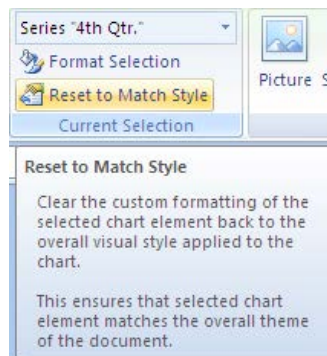 Series "4th Qtr."
Format Selection
Reset to Match Style
Current Selection
Picture
Reset to Match Style
Clear the custom formatting of the
selected chart element back to the
overall visual style applied to the
chart.
This ensures that selected chart
element matches the overall theme
of the document.